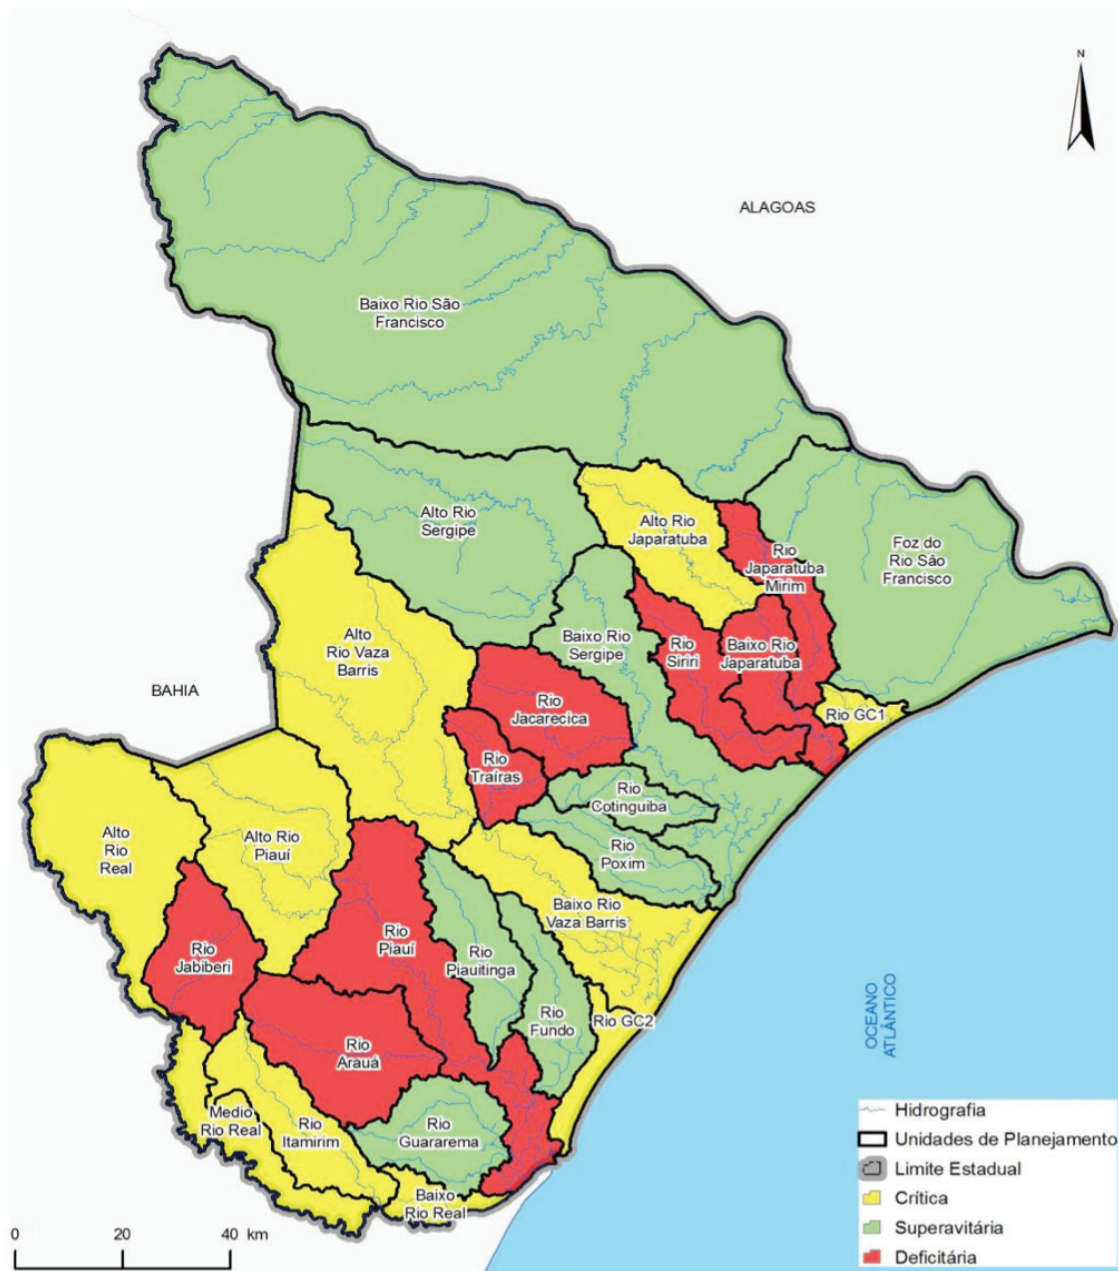 N
ALAGOAS
Baixo Rio São
Francisco
Alto Rio
Sergipe
Alto Rio
Japaratuba
Rio
Japaratuba
Mirim
Foz do
Rio São
Francisco
Alto
Rio Vaza
Barris
Baixo Rio
Sergipe
Rio
Siriri
Baixo Rio
Japaratuba
BAHIA
Rio
Jacarecica
Rio GC1
Rio
Traíras
Rio
Cotinguiba
Alto
Rio
Real
Alto Rio
Piauí
Rio
Poxim
Baixo Rio
Vaza Barris
Rio
Jabiberi
Rio
Piauí
Rio
Piauitinga
Rio
Fundo
Rio GC2
OCEANO
ATLÂNTICO
Rio
Arauá
Medio
Rio Real
Rio
Itamirim
Rio
Guararema
Baixo
Rio Real
Hidrografia
Unidades de Planejamento
Limite Estadual
Crítica
Superavitária
Deficitária
0 20 40 km